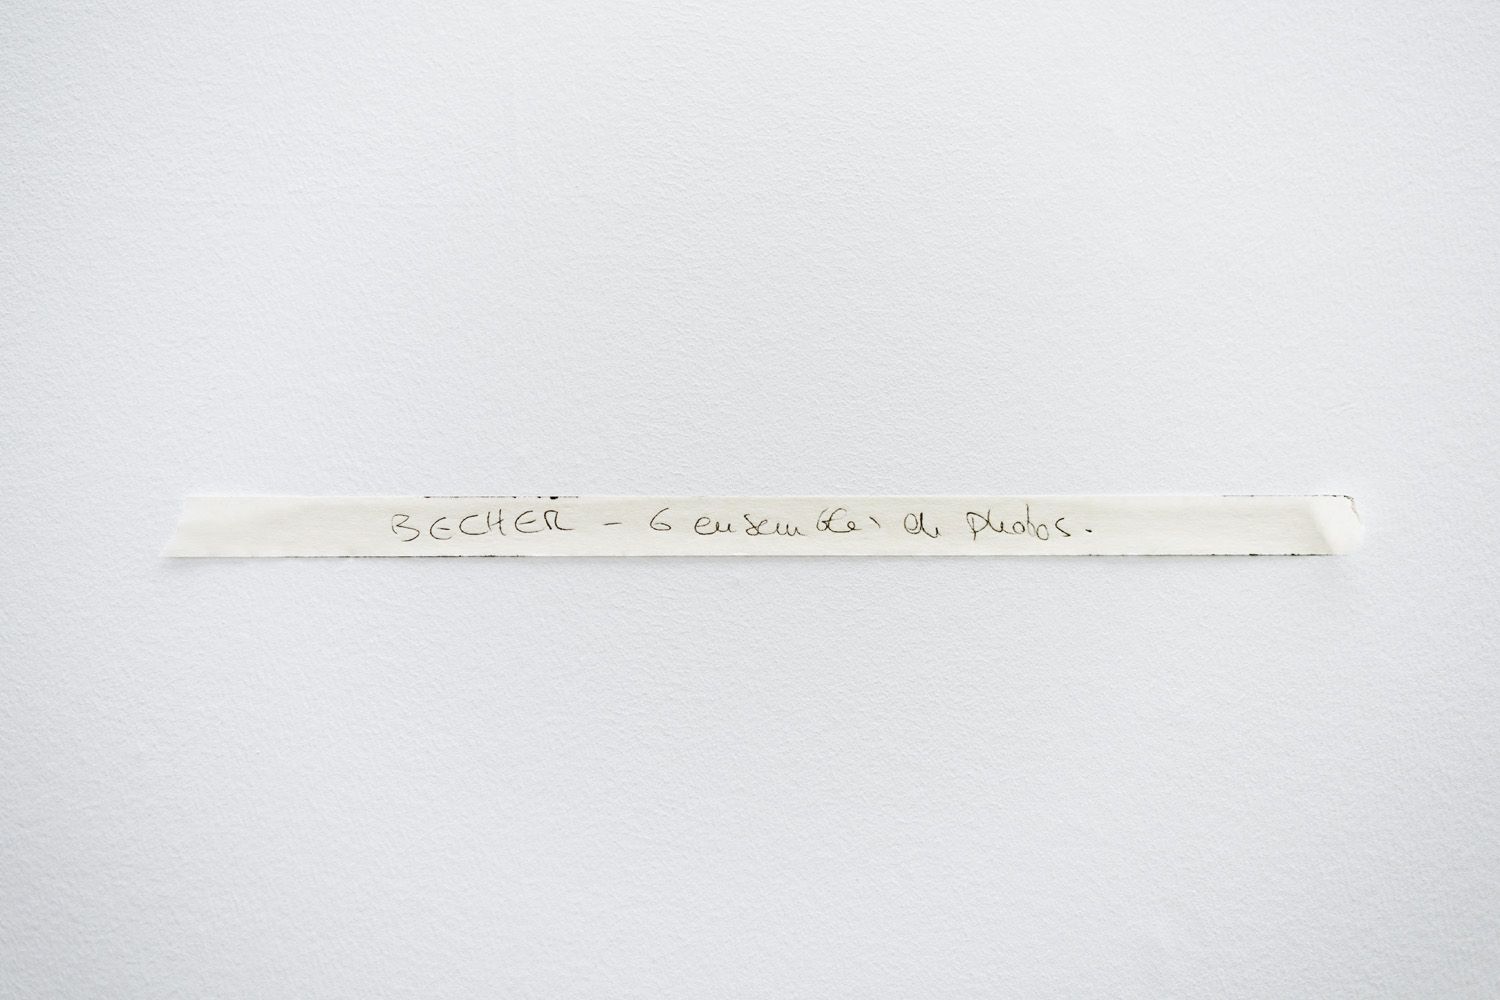 BECHER - 6 ensembles de photos.